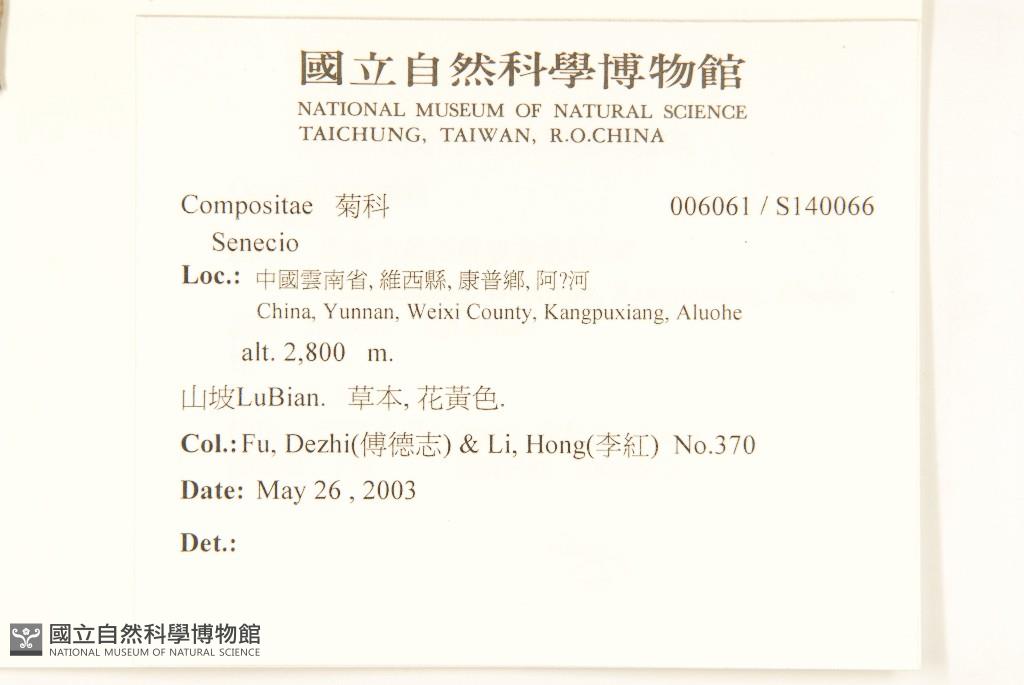 國立自然科學博物館
NATIONAL MUSEUM OF NATURAL SCIENCE
TAICHUNG, TAIWAN, R.O.CHINA
Compositae 菊科 006061 / S140066
Senecio
Loc.: 中國雲南省, 維西縣, 康普鄉, 阿?河
China, Yunnan, Weixi County, Kangpuxiang, Aluohe
alt. 2,800 m.
山坡LuBian. 草本, 花黃色.
Col.: Fu, Dezhi(傅德志) & Li, Hong(李紅) No.370
Date: May 26 , 2003
Det.:
國立自然科學博物館
NATIONAL MUSEUM OF NATURAL SCIENCE